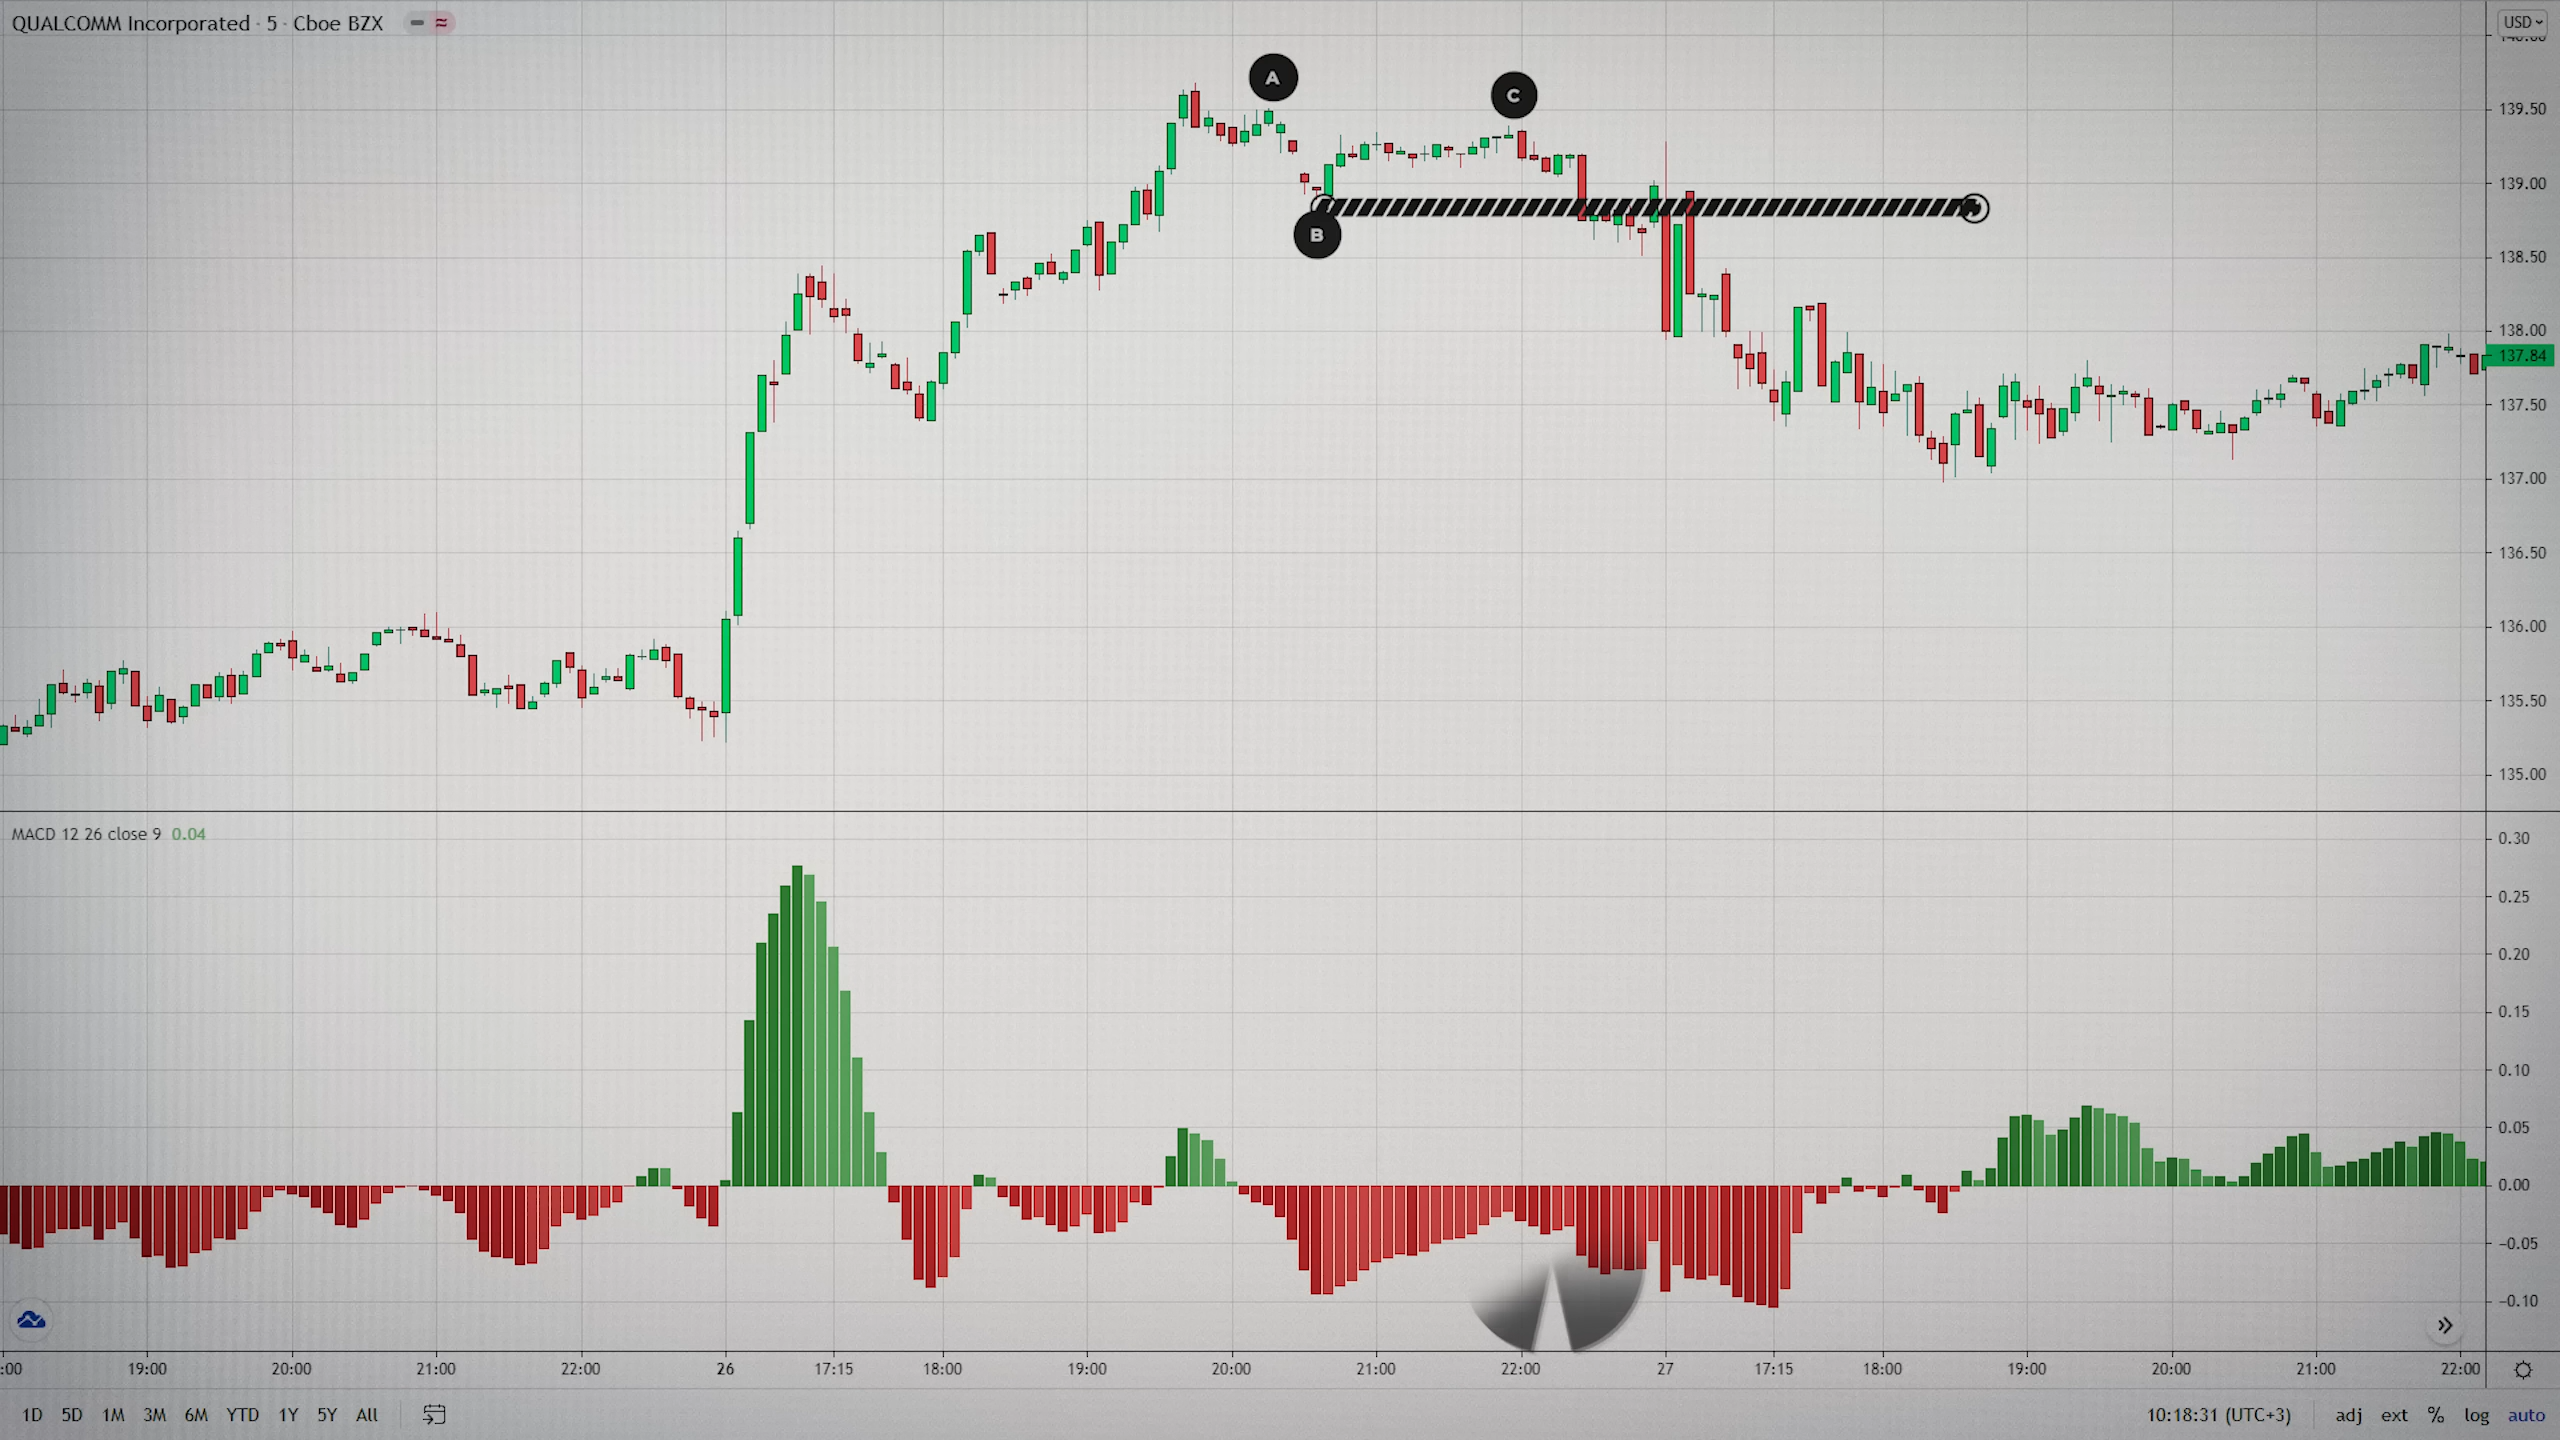 QUALCOMM Incorporated · 5 · Cboe BZX
USD
A
C
B
140.00
139.50
139.00
138.50
138.00
137.84
137.50
137.00
136.50
136.00
135.50
135.00
MACD 12 26 close 9 0.04
0.30
0.25
0.20
0.15
0.10
0.05
0.00
−0.05
−0.10
:00 19:00 20:00 21:00 22:00 26 17:15 18:00 19:00 20:00 21:00 22:00 27 17:15 18:00 19:00 20:00 21:00 22:00
1D 5D 1M 3M 6M YTD 1Y 5Y All 10:18:31 (UTC+3) adj ext % log auto